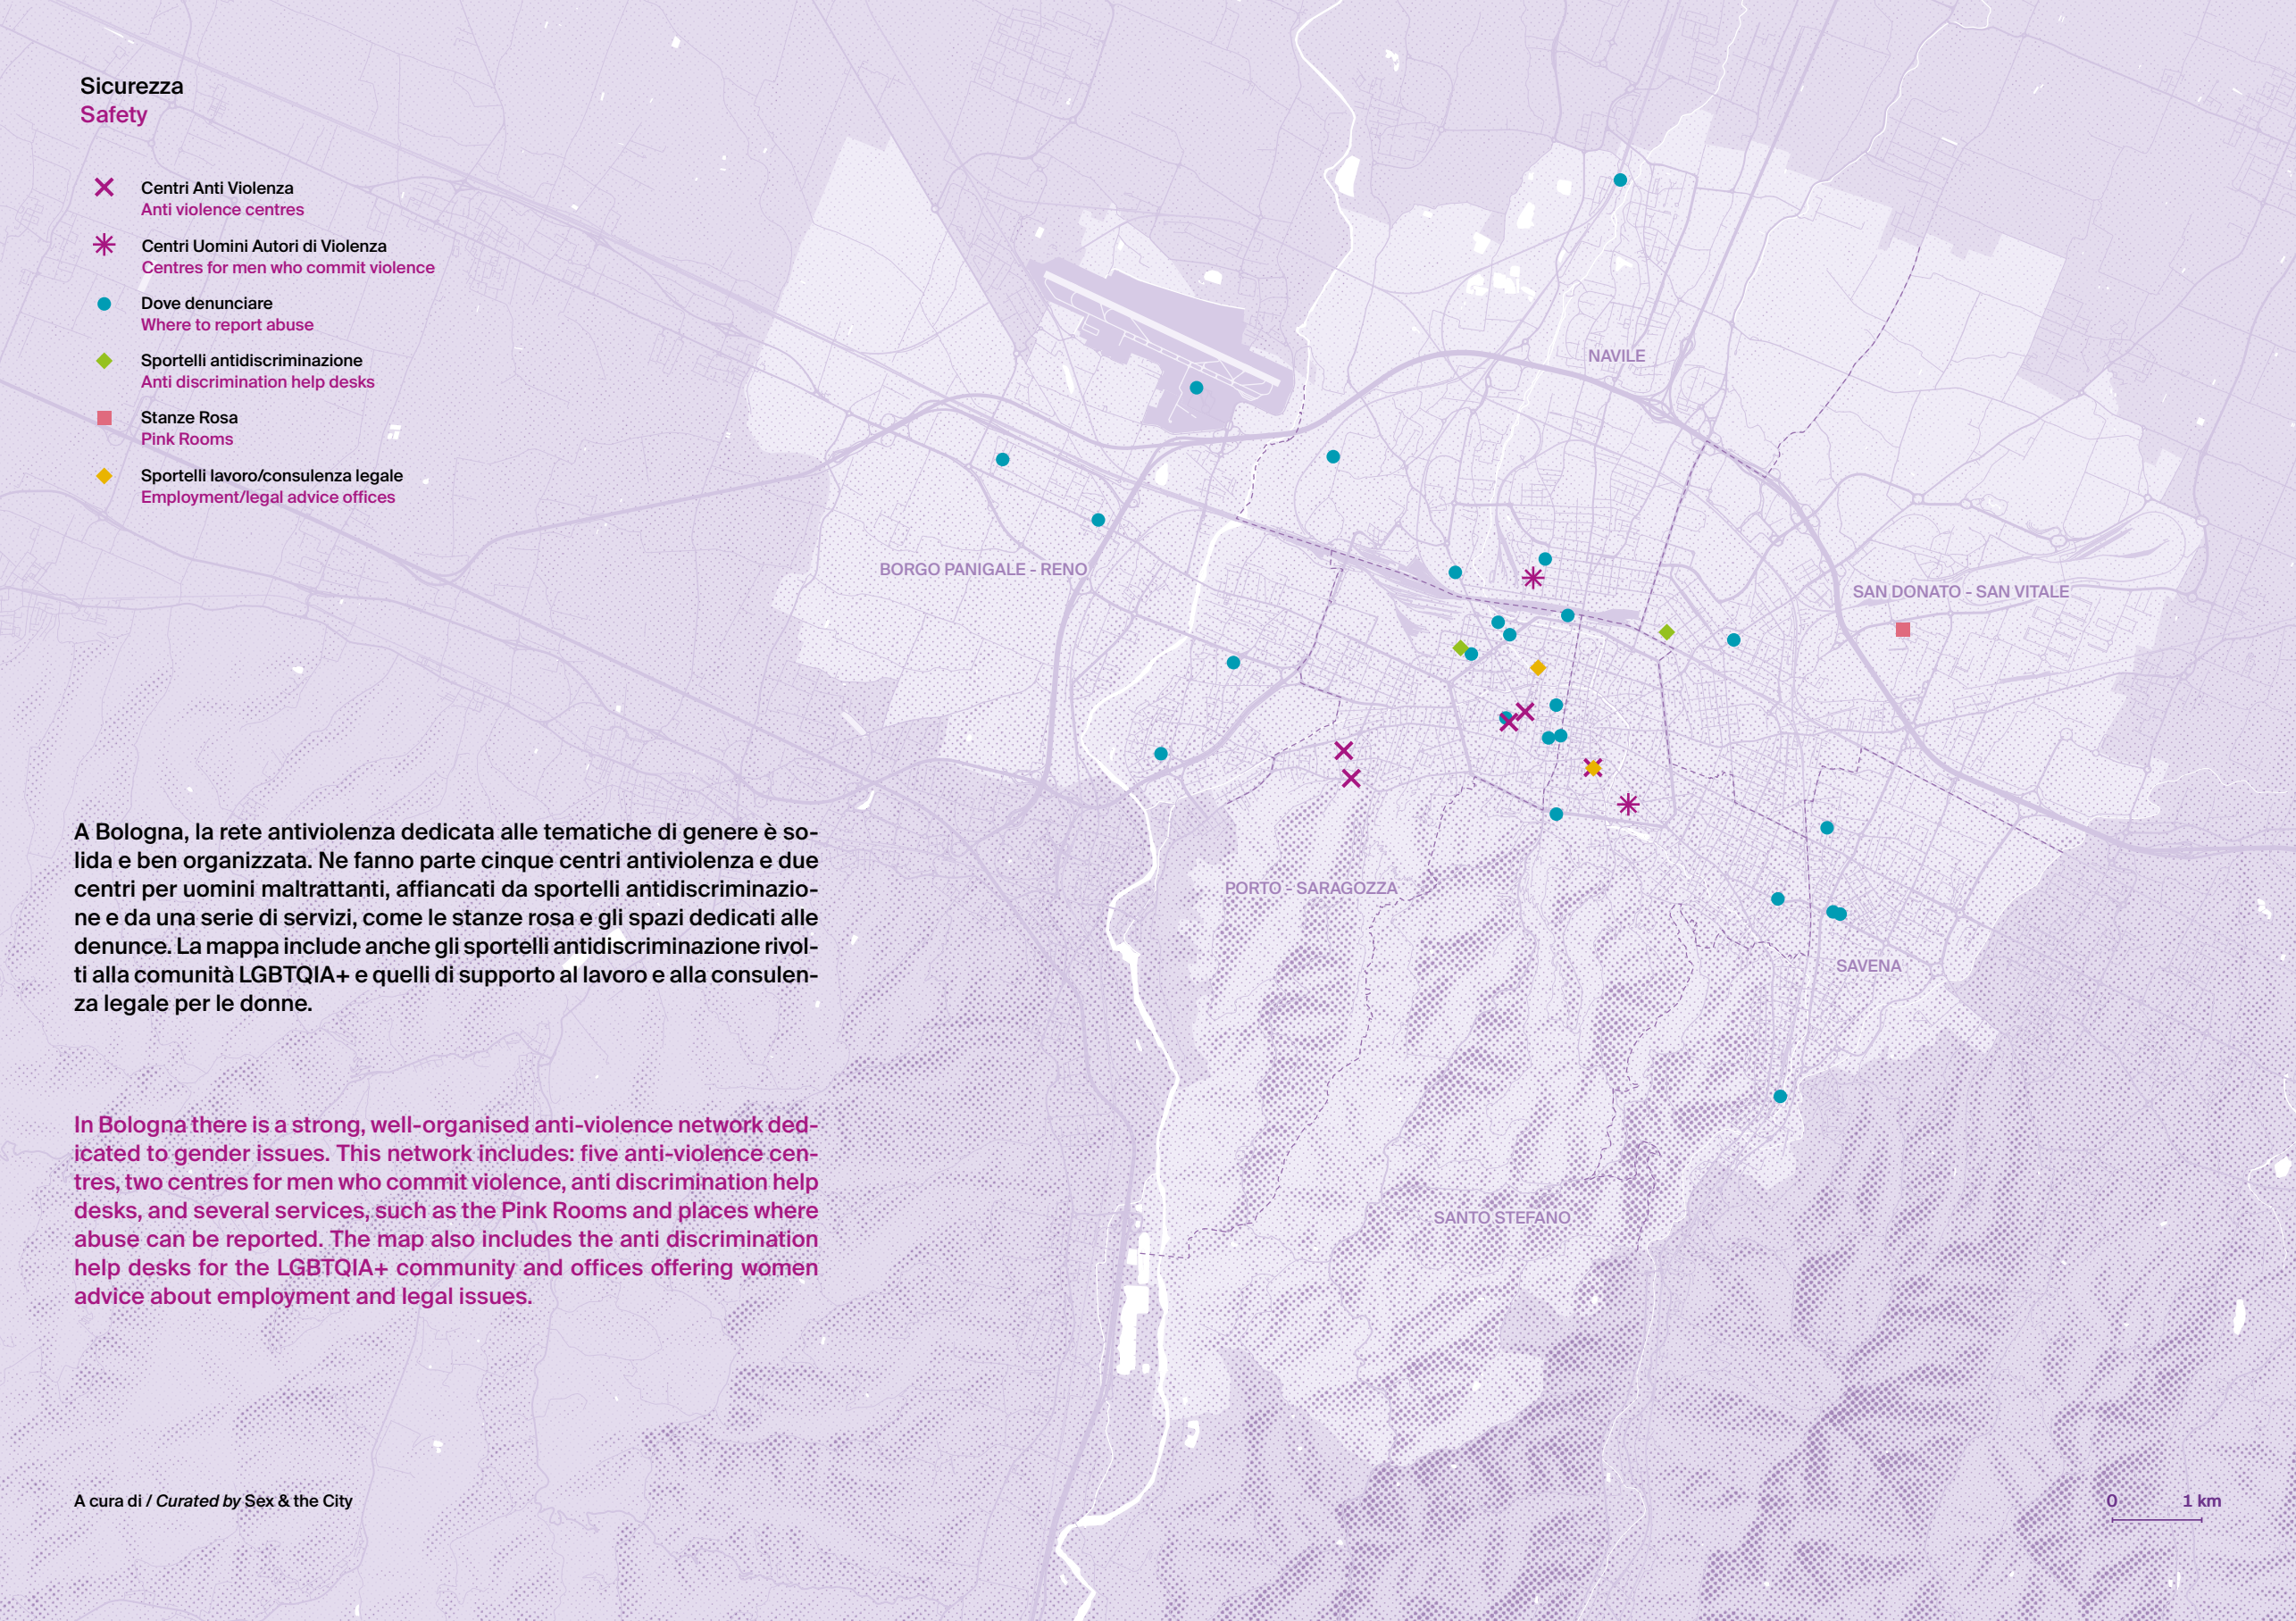 Sicurezza
Safety
Centri Anti Violenza
Anti violence centres
Centri Uomini Autori di Violenza
Centres for men who commit violence
Dove denunciare
Where to report abuse
Sportelli antidiscriminazione
Anti discrimination help desks
Stanze Rosa
Pink Rooms
Sportelli lavoro/consulenza legale
Employment/legal advice offices
NAVILE
BORGO PANIGALE - RENO
SAN DONATO - SAN VITALE
PORTO - SARAGOZZA
SAVENA
SANTO STEFANO
A Bologna, la rete antiviolenza dedicata alle tematiche di genere è so-
lida e ben organizzata. Ne fanno parte cinque centri antiviolenza e due
centri per uomini maltrattanti, affiancati da sportelli antidiscriminazio-
ne e da una serie di servizi, come le stanze rosa e gli spazi dedicati alle
denunce. La mappa include anche gli sportelli antidiscriminazione rivol-
ti alla comunità LGBTQIA+ e quelli di supporto al lavoro e alla consulen-
za legale per le donne.
In Bologna there is a strong, well-organised anti-violence network ded-
icated to gender issues. This network includes: five anti-violence cen-
tres, two centres for men who commit violence, anti discrimination help
desks, and several services, such as the Pink Rooms and places where
abuse can be reported. The map also includes the anti discrimination
help desks for the LGBTQIA+ community and offices offering women
advice about employment and legal issues.
A cura di / Curated by Sex & the City
0 1 km